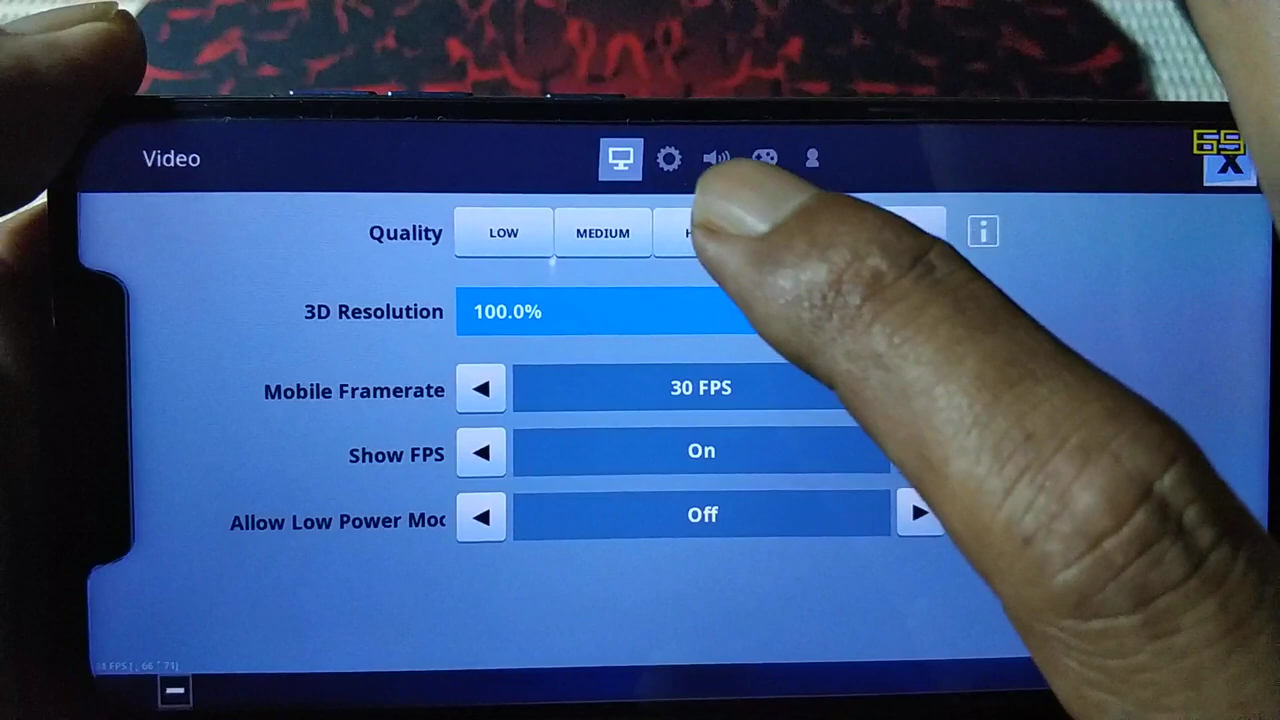 Video
69
X
Quality LOW MEDIUM
3D Resolution 100.0%
Mobile Framerate 30 FPS
Show FPS On
Allow Low Power Moc Off